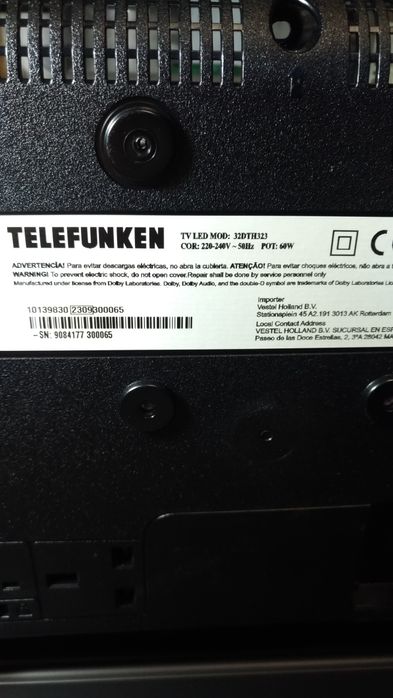 TELEFUNKEN
TV LED MOD: 32DTH323
COR: 220-240V ~ 50Hz POT: 60W
ADVERTENCIA! Para evitar descargas eléctricas, no abra la cubierta. ATENÇÃO! Para evitar choques eléctricos, não abra a
WARNING! To prevent electric shock, do not open cover.Repair shall be done by service personnel only
Manufactured under license from Dolby Laboratories. Dolby, Dolby Audio, and the double-D symbol are trademarks of Dolby Laboratories
10139830 2309 300065
–SN: 9084177 300065
Importer
Vestel Holland B.V.
Stationsplein 45 A2.191 3013 AK Rotterdam
Local Contact Address
VESTEL HOLLAND B.V. SUCURSAL EN
Paseo de las Doce Estrellas, 2, 3ªA 28042